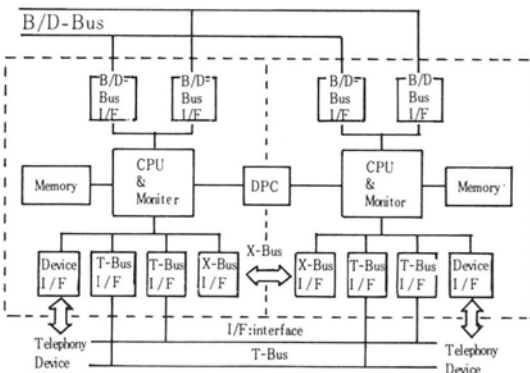 B/D-Bus
B/D-
Bus
I/F
B/D-
Bus
I/F
B/D-
Bus
I/F
B/D-
Bus
I/F
Memory
CPU
&
Moniter
DPC
CPU
&
Monitor
Memory
X-Bus
Device
I/F
T-Bus
I/F
T-Bus
I/F
X-Bus
I/F
X-Bus
I/F
T-Bus
I/F
T-Bus
I/F
Device
I/F
I/F:interface
Telephony
Device
T-Bus
Telephony
Device